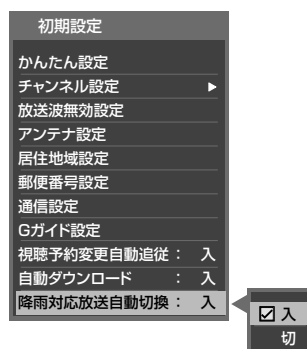 初期設定
かんたん設定
チャンネル設定 ▶
放送波無効設定
アンテナ設定
居住地域設定
郵便番号設定
通信設定
Gガイド設定
視聴予約変更自動追従： 入
自動ダウンロード ： 入
降雨対応放送自動切換： 入
☑ 入
切